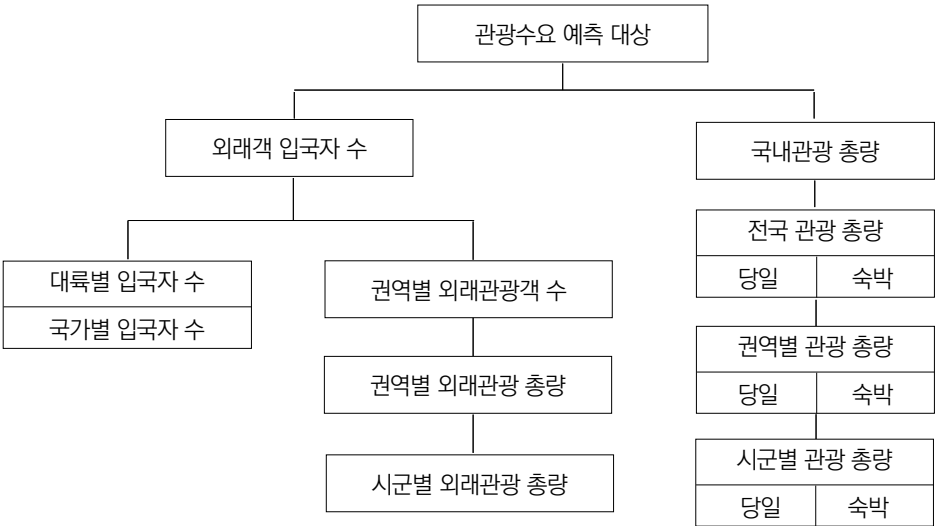 관광수요 예측 대상
외래객 입국자 수
국내관광 총량
대륙별 입국자 수
국가별 입국자 수
권역별 외래관광객 수
권역별 외래관광 총량
시군별 외래관광 총량
전국 관광 총량
당일 숙박
권역별 관광 총량
당일 숙박
시군별 관광 총량
당일 숙박